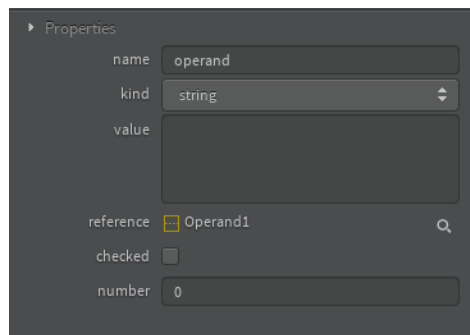 Properties
name operand
kind string
value
reference Operand1
checked
number 0